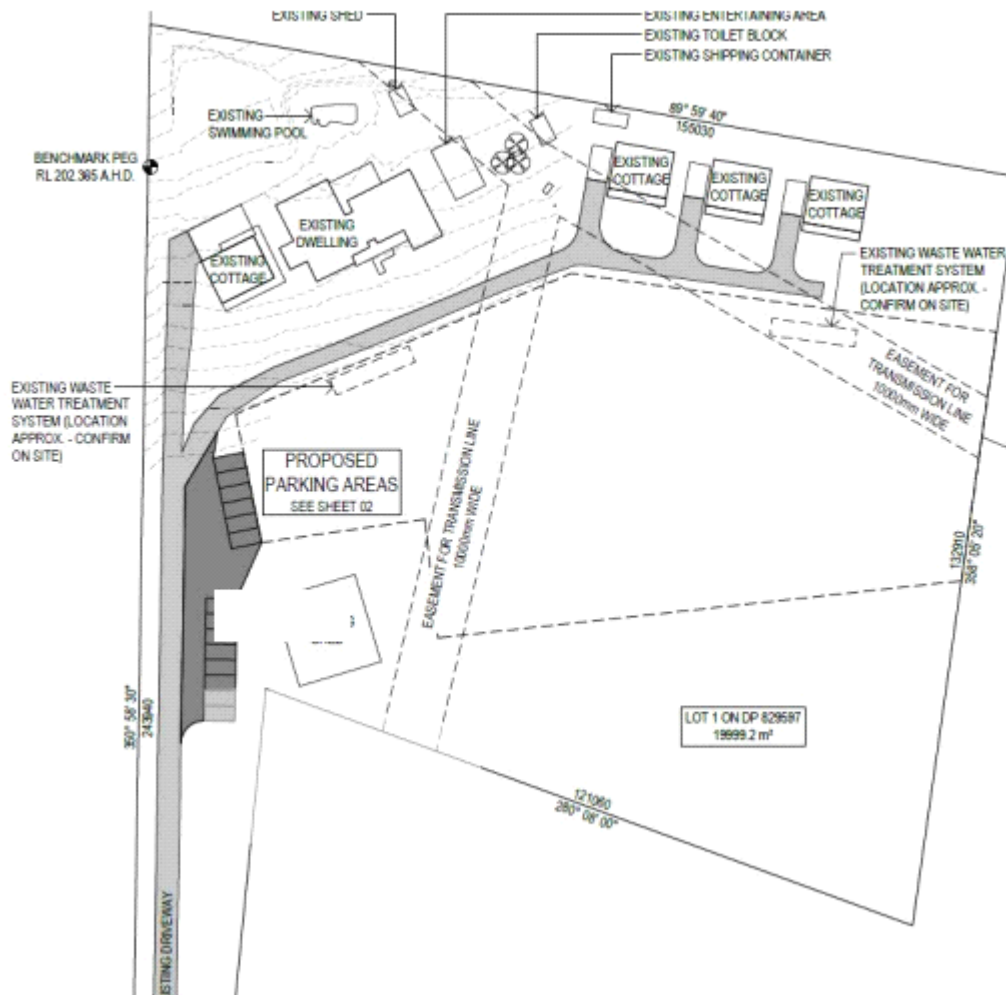 EXISTING SHED
EXISTING ENTERTAINING AREA
EXISTING TOILET BLOCK
EXISTING SHIPPING CONTAINER
89° 59' 40"
155030
EXISTING
SWIMMING POOL
BENCHMARK PEG
RL 202.365 A.H.D.
EXISTING
COTTAGE
EXISTING
COTTAGE
EXISTING
COTTAGE
EXISTING
DWELLING
EXISTING
COTTAGE
EXISTING WASTE WATER
TREATMENT SYSTEM
(LOCATION APPROX. -
CONFIRM ON SITE)
EASEMENT FOR
TRANSMISSION LINE
10000mm WIDE
EXISTING WASTE
WATER TREATMENT
SYSTEM (LOCATION
APPROX. - CONFIRM
ON SITE)
PROPOSED
PARKING AREAS
SEE SHEET 02
EASEMENT FOR TRANSMISSION LINE
10000mm WIDE
132910
358° 05' 20"
350° 58' 30"
243940
LOT 1 ON DP 829597
19999.2 m²
121060
280° 08' 00"
ISTING DRIVEWAY